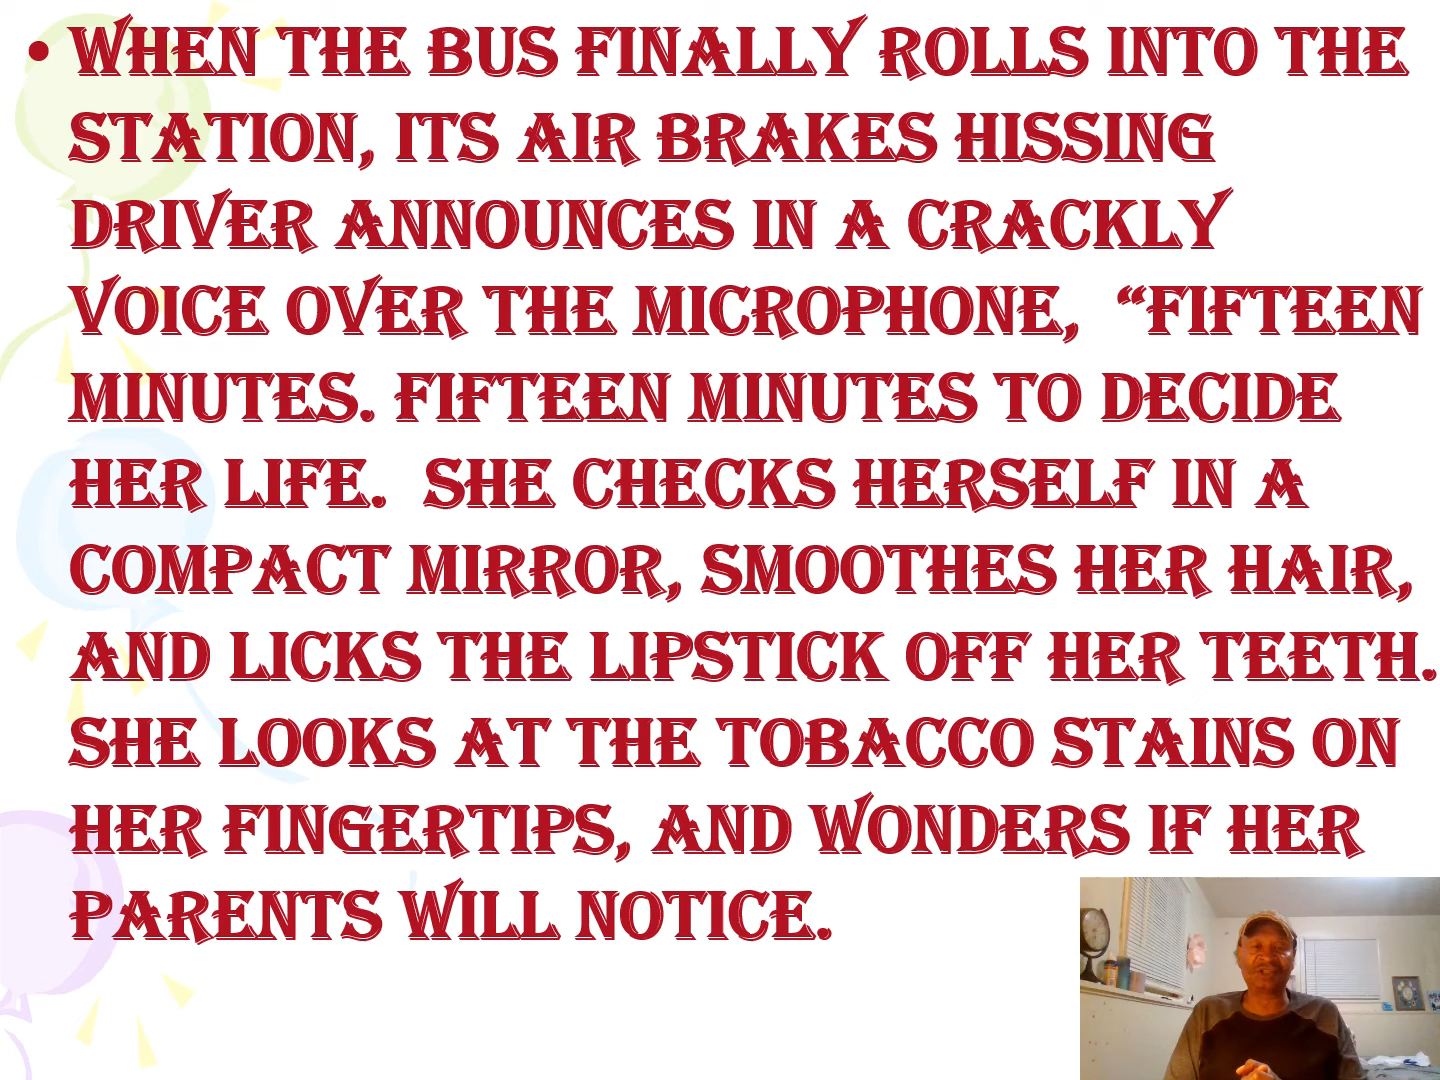 • WHEN THE BUS FINALLY ROLLS INTO THE
STATION, ITS AIR BRAKES HISSING
DRIVER ANNOUNCES IN A CRACKLY
VOICE OVER THE MICROPHONE,  “FIFTEEN
MINUTES. FIFTEEN MINUTES TO DECIDE
HER LIFE.  SHE CHECKS HERSELF IN A
COMPACT MIRROR, SMOOTHES HER HAIR,
AND LICKS THE LIPSTICK OFF HER TEETH.
SHE LOOKS AT THE TOBACCO STAINS ON
HER FINGERTIPS, AND WONDERS IF HER
PARENTS WILL NOTICE.